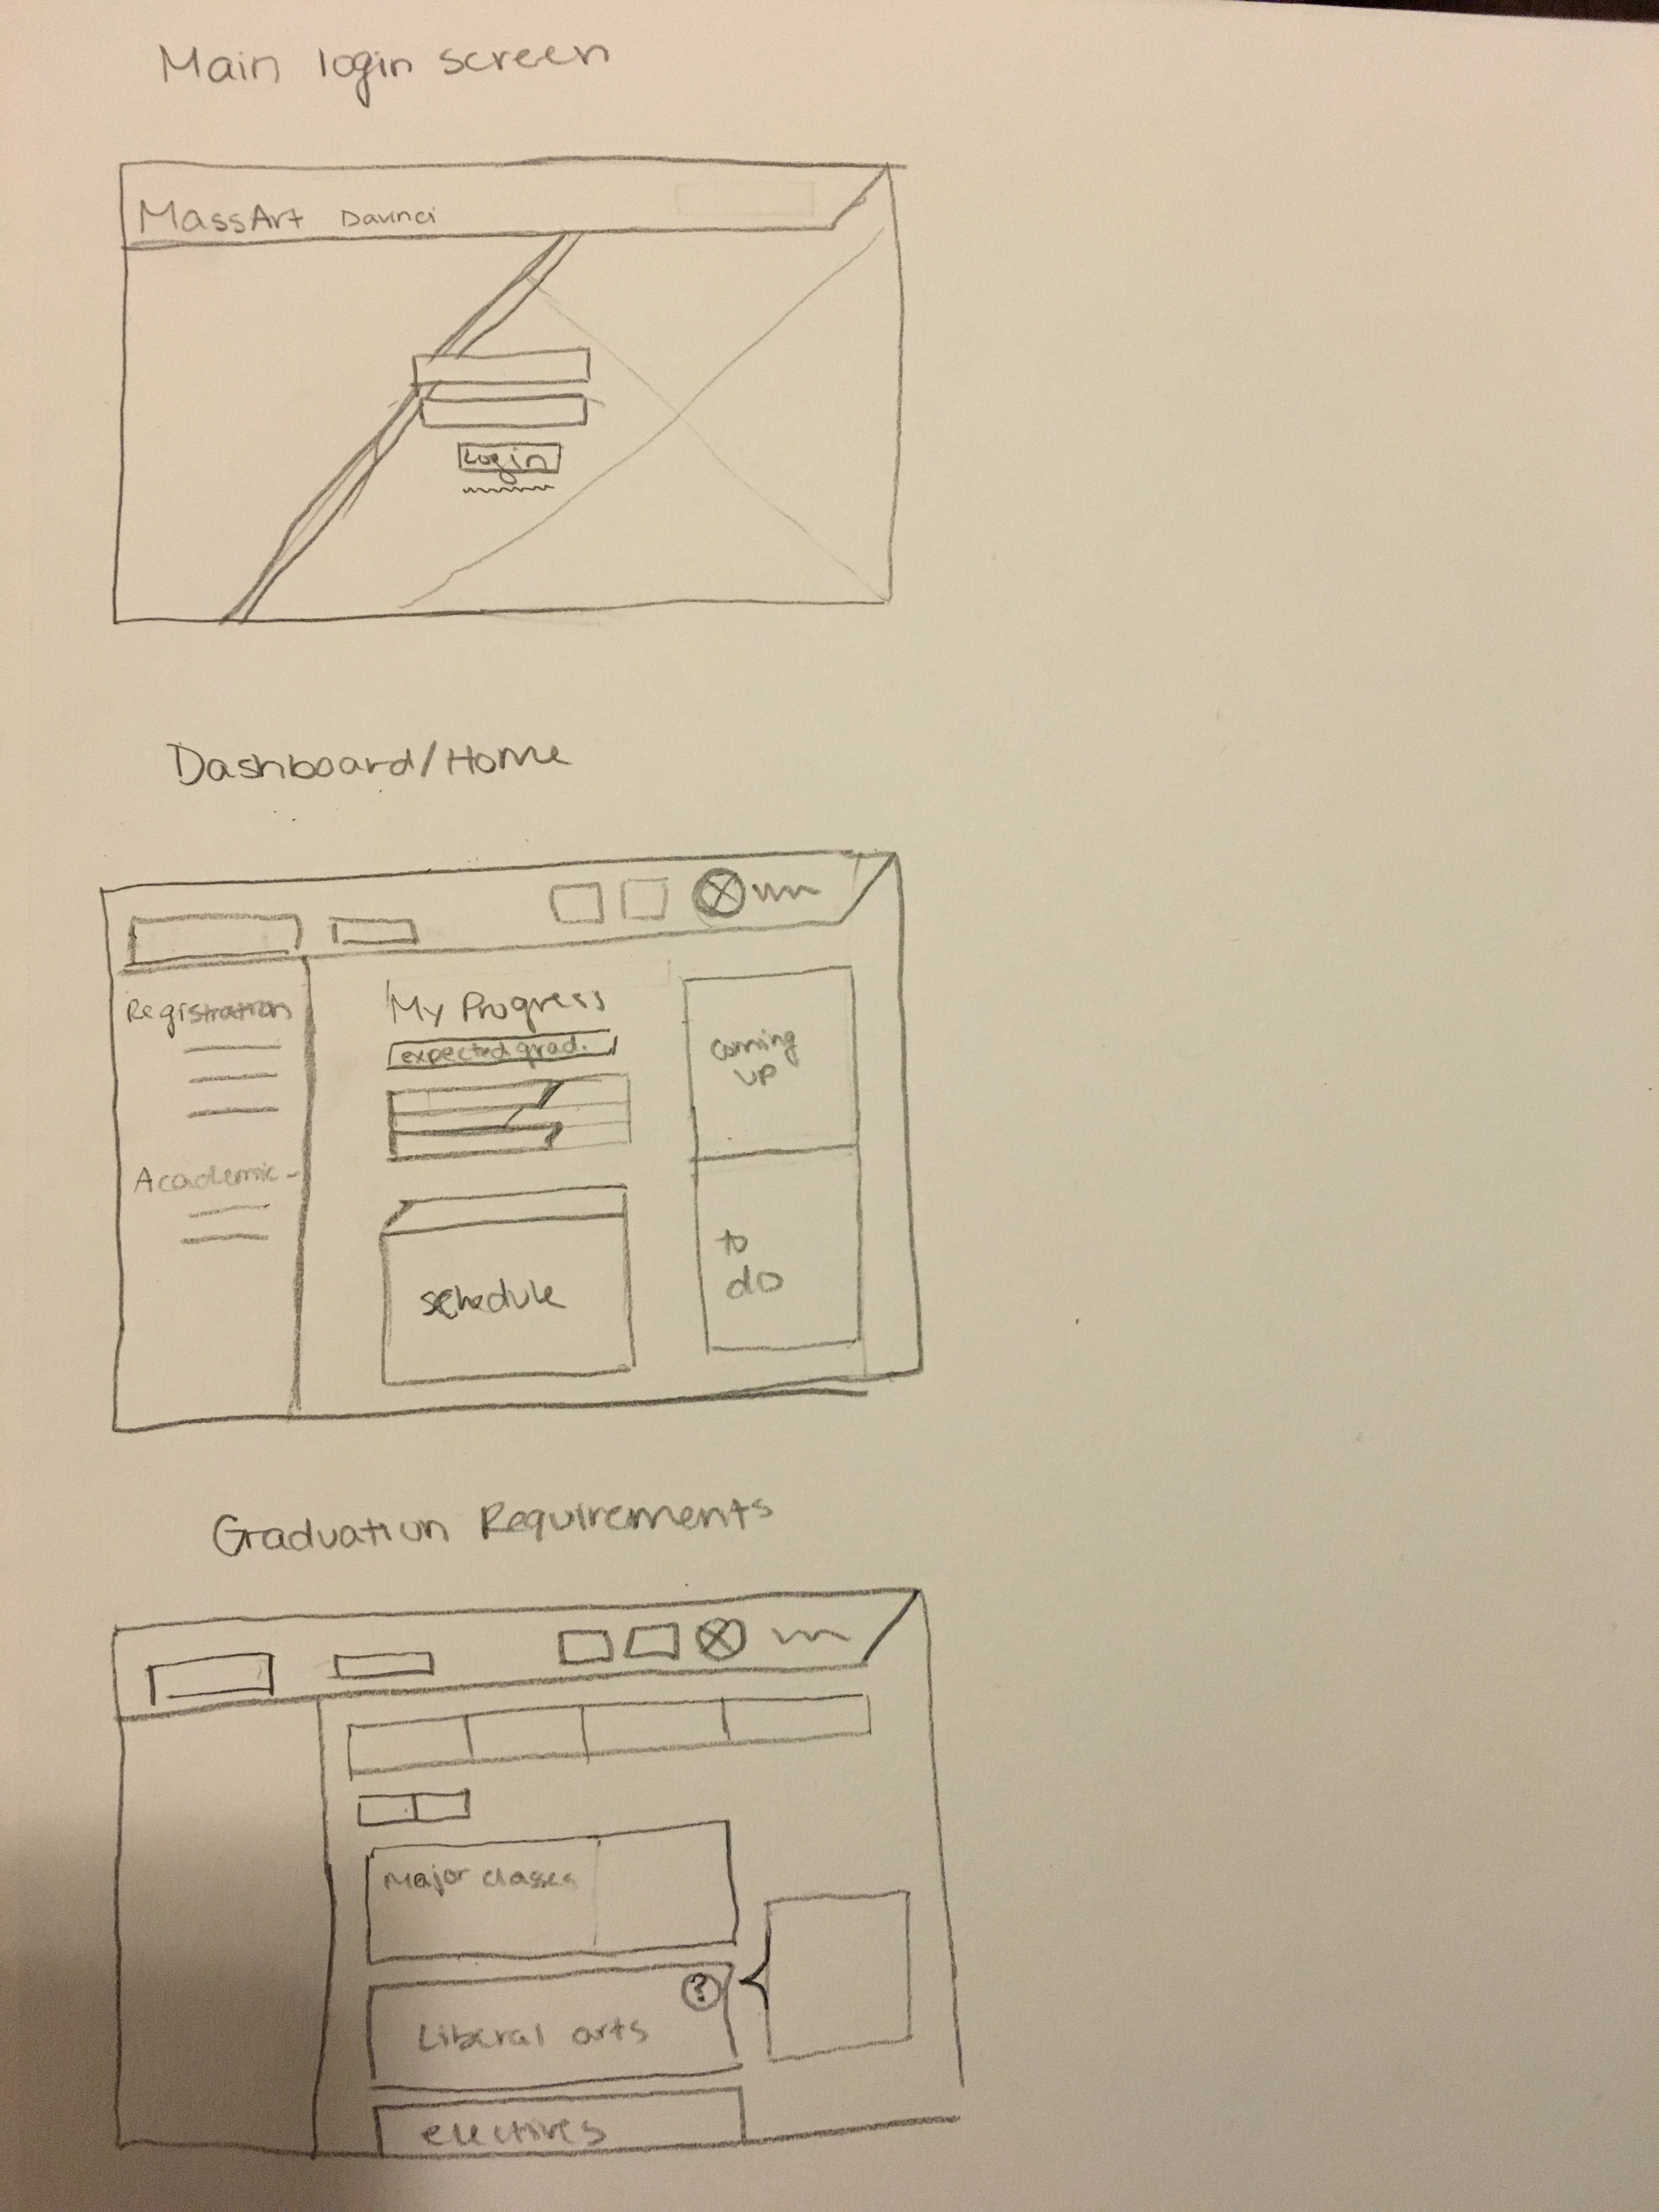 Main login screen
MassArt Davinci
Login
Dashboard/Home
Registration
Academic
My Progress
expected grad.
schedule
coming
up
to
do
Graduation Requirements
Major classes
?
Liberal arts
electives